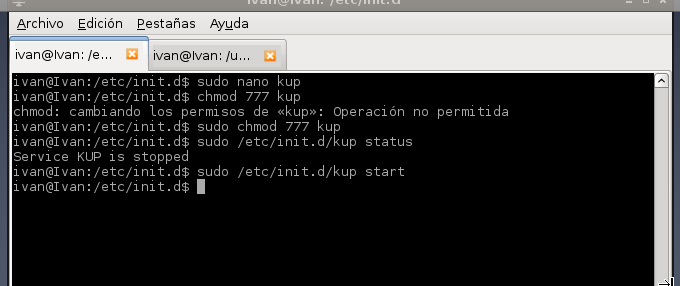 ivan@Ivan: /etc/init.d
Archivo Edición Pestañas Ayuda
ivan@Ivan: /e... ivan@Ivan: /u...
ivan@Ivan:/etc/init.d$ sudo nano kup
ivan@Ivan:/etc/init.d$ chmod 777 kup
chmod: cambiando los permisos de «kup»: Operación no permitida
ivan@Ivan:/etc/init.d$ sudo chmod 777 kup
ivan@Ivan:/etc/init.d$ sudo /etc/init.d/kup status
Service KUP is stopped
ivan@Ivan:/etc/init.d$ sudo /etc/init.d/kup start
ivan@Ivan:/etc/init.d$